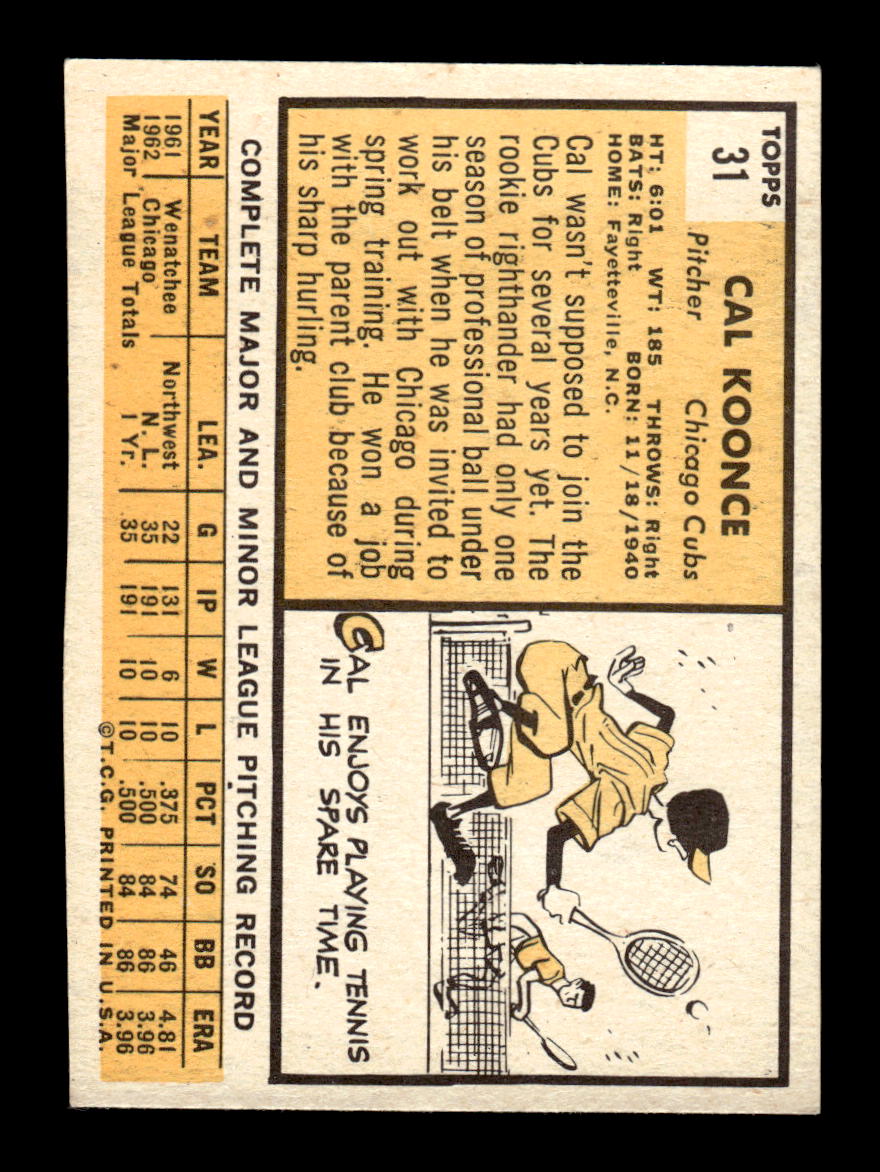 TOPPS
31
CAL KOONCE
Pitcher Chicago Cubs
HT: 6:01 WT: 185 THROWS: Right
BATS: Right BORN: 11/18/1940
HOME: Fayetteville, N.C.
Cal wasn't supposed to join the
Cubs for several years yet. The
rookie righthander had only one
season of professional ball under
his belt when he was invited to
work out with Chicago during
spring training. He won a job
with the parent club because of
his sharp hurling.
CAL ENJOYS PLAYING TENNIS
IN HIS SPARE TIME.
COMPLETE MAJOR AND MINOR LEAGUE PITCHING RECORD
YEAR TEAM LEA. G IP W L PCT SO BB ERA
1961 Wenatchee Northwest 22 131 6 10 .375 74 46 4.81
1962 Chicago N.L. 35 191 10 10 .500 84 86 3.96
Major League Totals 1 Yr. 35 191 10 10 .500 84 86 3.96
©T.C.G. PRINTED IN U.S.A.